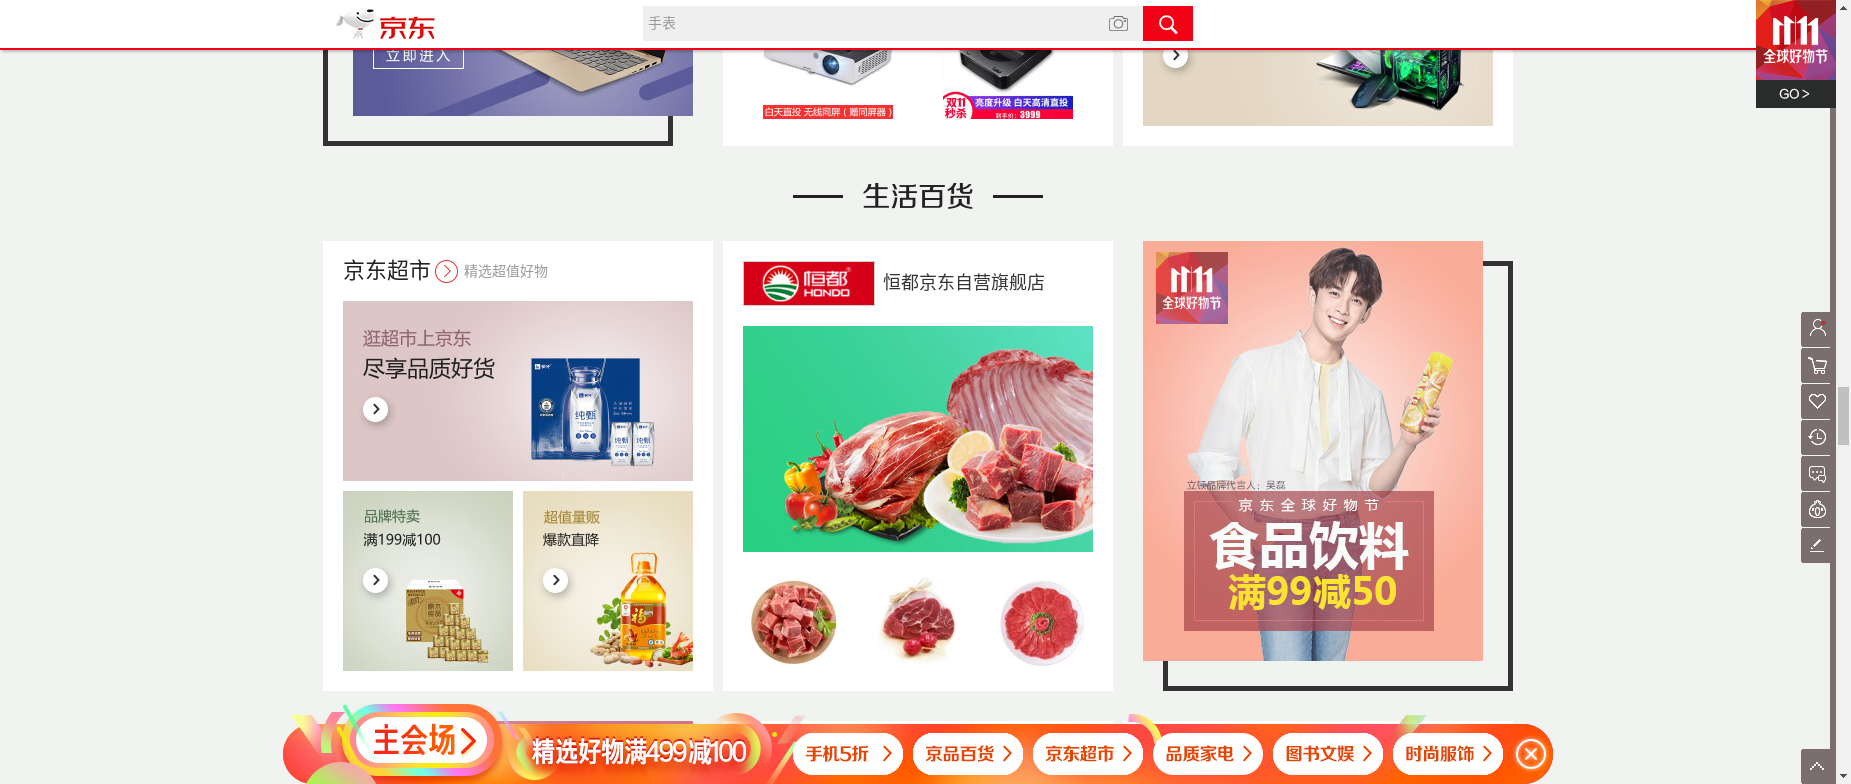 京东
手表
全球好物节
GO >
立即进入
白天直投 无线同屏（赠同屏器）
双11
秒杀
亮度升级 白天高清直投
到手价：3999
生活百货
京东超市
精选超值好物
逛超市上京东
尽享品质好货
纯甄
纯甄
纯甄
品牌特卖
满199减100
超值量贩
爆款直降
福
恒都
HONDO
恒都京东自营旗舰店
全球好物节
立顿品牌代言人：吴磊
京东全球好物节
食品饮料
满99减50
主会场
精选好物满499减100
手机5折
京品百货
京东超市
品质家电
图书文娱
时尚服饰